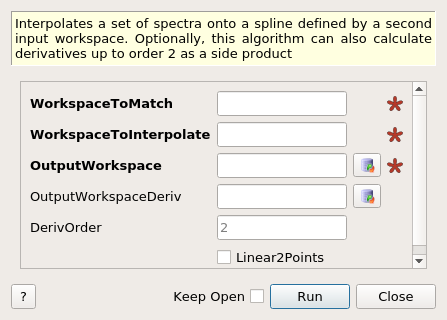 Interpolates a set of spectra onto a spline defined by a second
input workspace. Optionally, this algorithm can also calculate
derivatives up to order 2 as a side product
WorkspaceToMatch
WorkspaceToInterpolate
OutputWorkspace
OutputWorkspaceDeriv
DerivOrder 2
Linear2Points
? Keep Open Run Close